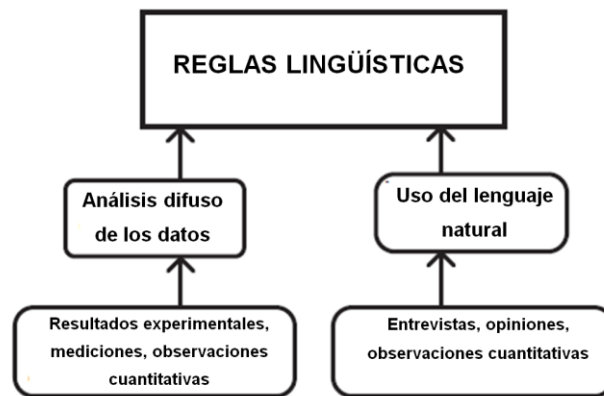 REGLAS LINGÜÍSTICAS
Análisis difuso
de los datos
Uso del lenguaje
natural
Resultados experimentales,
mediciones, observaciones
cuantitativas
Entrevistas, opiniones,
observaciones cuantitativas